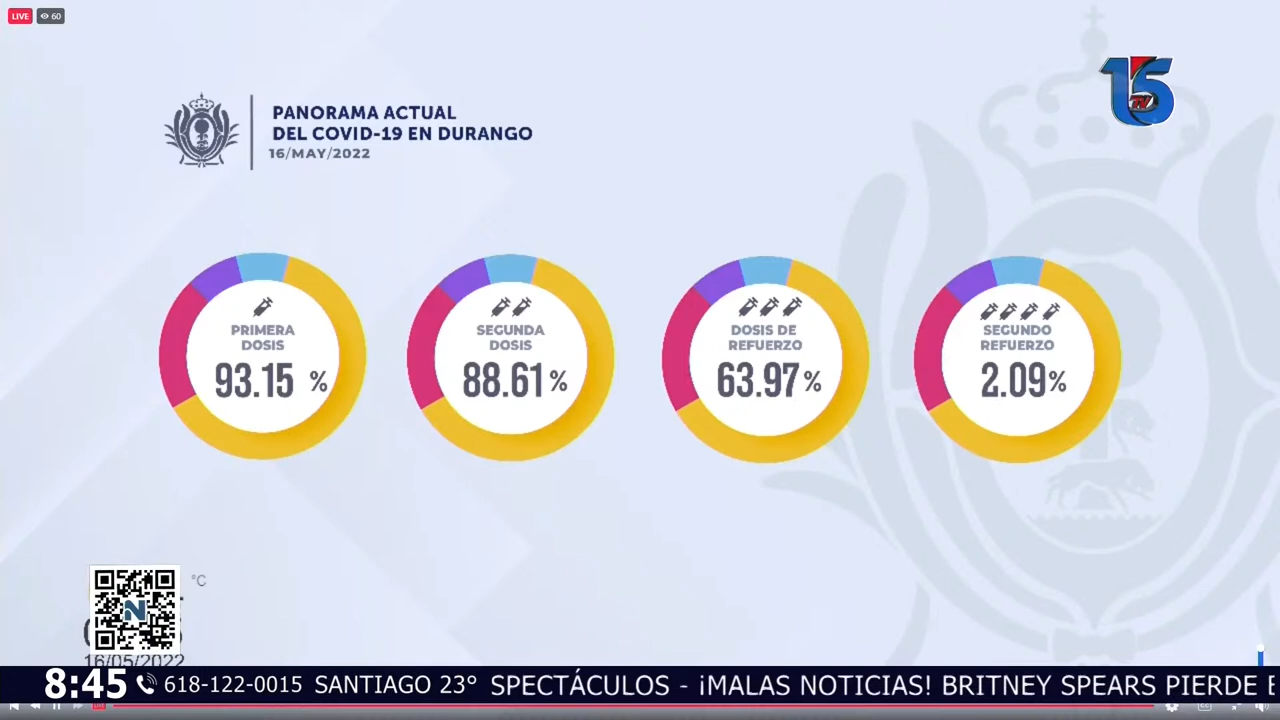 LIVE
60
15
TV
PANORAMA ACTUAL
DEL COVID-19 EN DURANGO
16/MAY/2022
PRIMERA
DOSIS
93.15 %
SEGUNDA
DOSIS
88.61%
DOSIS DE
REFUERZO
63.97%
SEGUNDO
REFUERZO
2.09%
°C
N
16/05/2022
8:45 618-122-0015 SANTIAGO 23° SPECTÁCULOS - ¡MALAS NOTICIAS! BRITNEY SPEARS PIERDE E